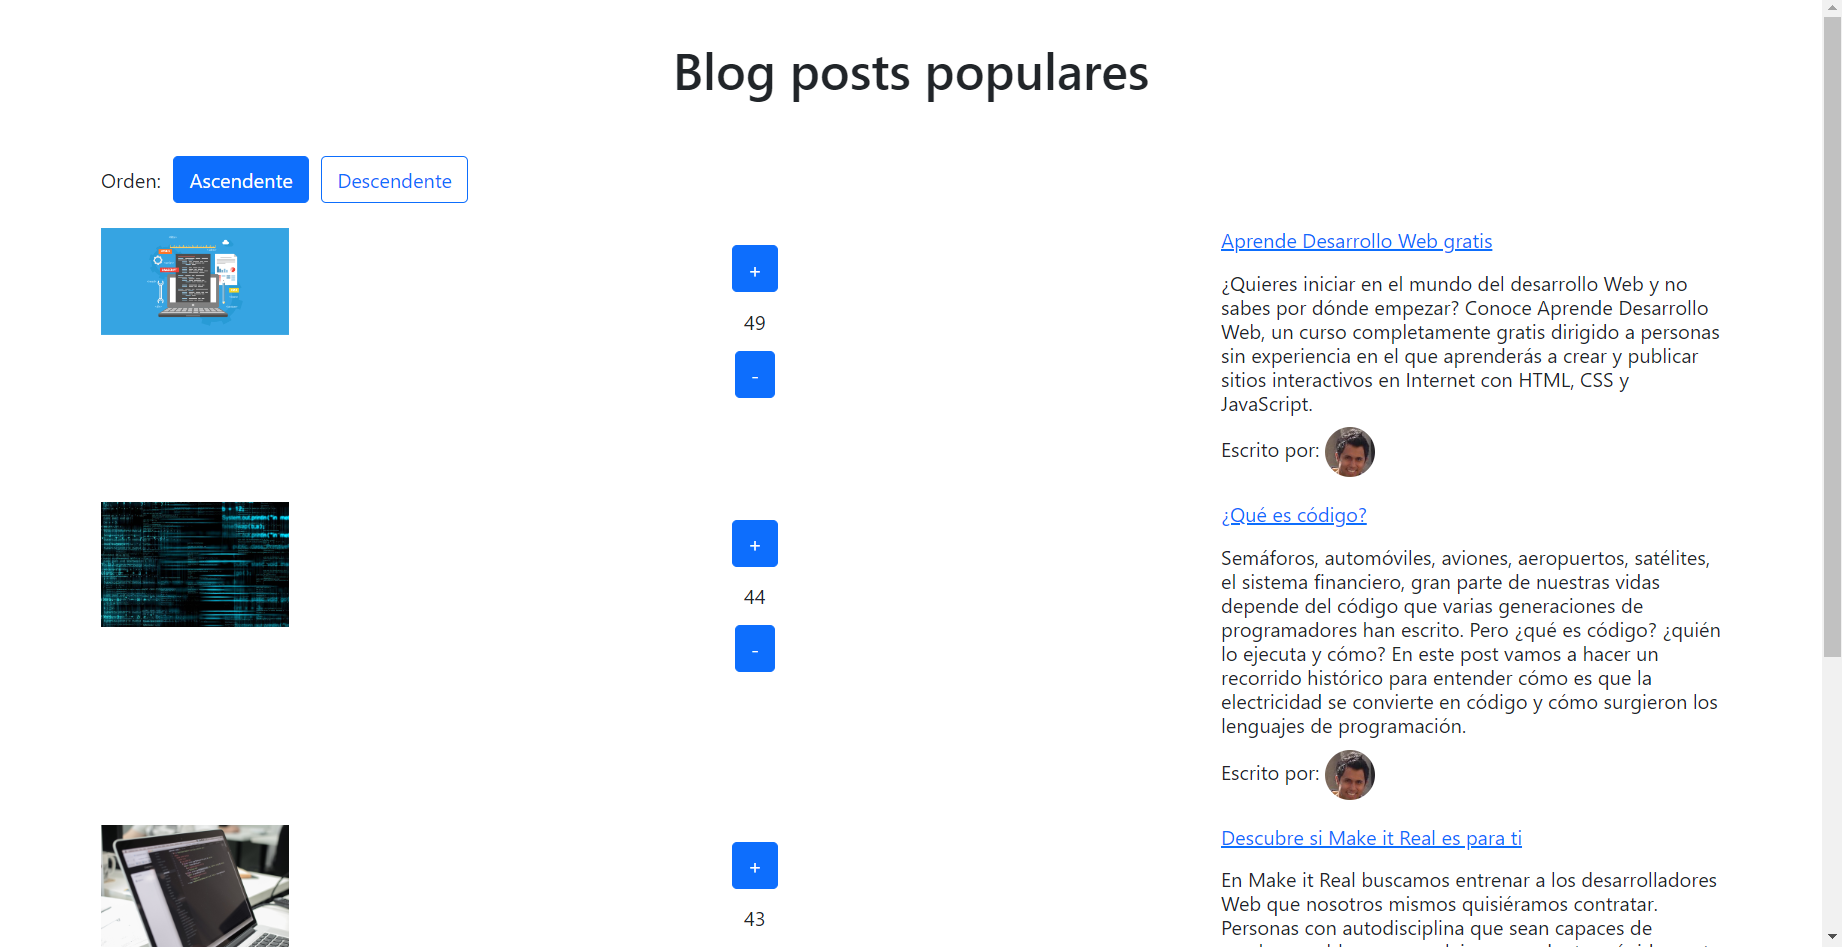 Blog posts populares
Orden: Ascendente Descendente
+
49
-
Aprende Desarrollo Web gratis
¿Quieres iniciar en el mundo del desarrollo Web y no
sabes por dónde empezar? Conoce Aprende Desarrollo
Web, un curso completamente gratis dirigido a personas
sin experiencia en el que aprenderás a crear y publicar
sitios interactivos en Internet con HTML, CSS y
JavaScript.
Escrito por:
+
44
-
¿Qué es código?
Semáforos, automóviles, aviones, aeropuertos, satélites,
el sistema financiero, gran parte de nuestras vidas
depende del código que varias generaciones de
programadores han escrito. Pero ¿qué es código? ¿quién
lo ejecuta y cómo? En este post vamos a hacer un
recorrido histórico para entender cómo es que la
electricidad se convierte en código y cómo surgieron los
lenguajes de programación.
Escrito por:
+
43
Descubre si Make it Real es para ti
En Make it Real buscamos entrenar a los desarrolladores
Web que nosotros mismos quisiéramos contratar.
Personas con autodisciplina que sean capaces de